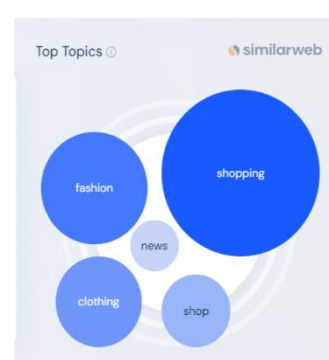 Top Topics
similarweb
shopping
fashion
news
clothing
shop